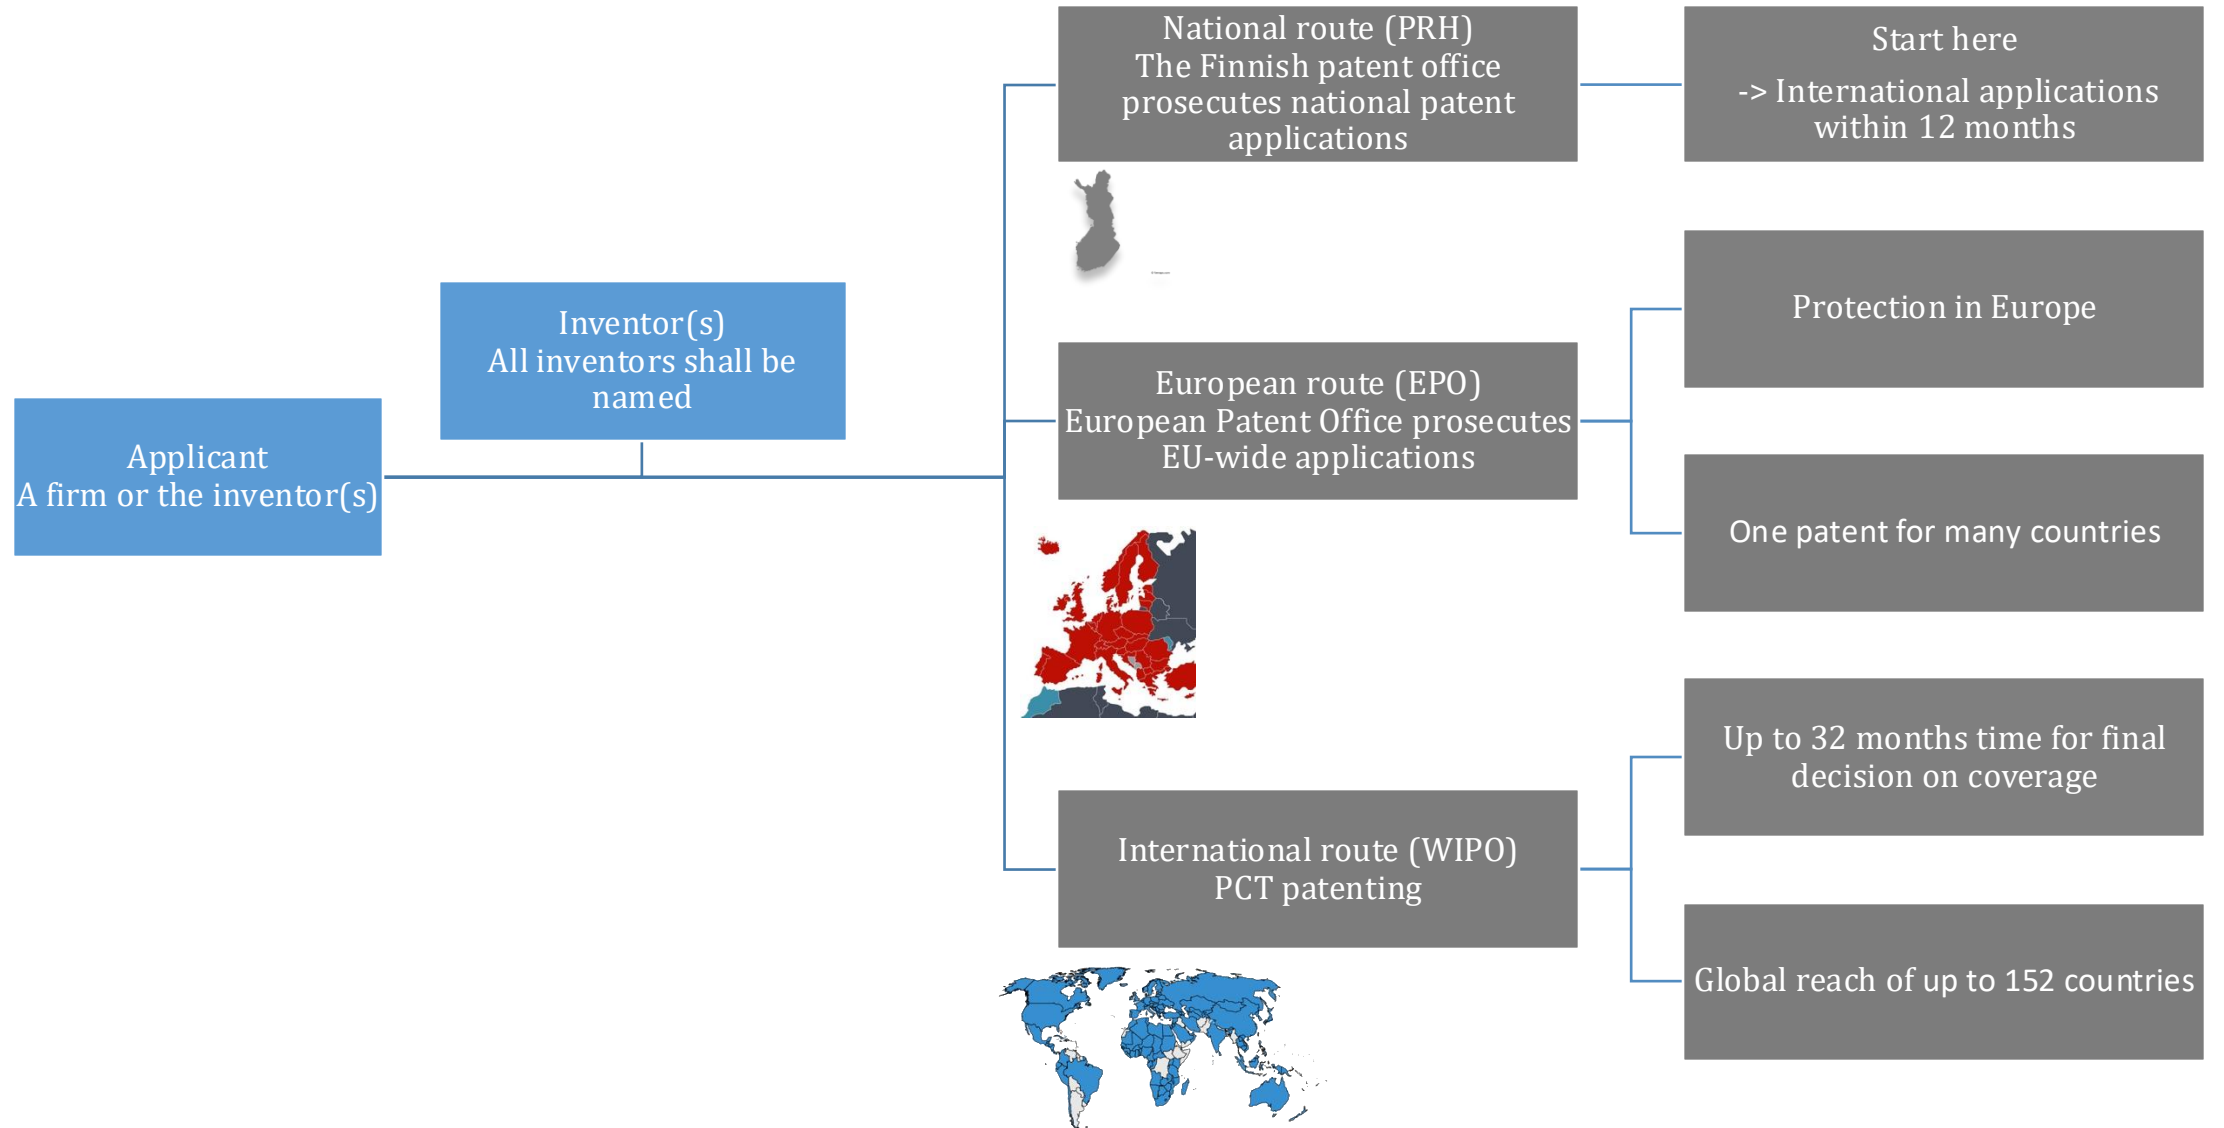 Applicant
A firm or the inventor(s)
Inventor(s)
All inventors shall be
named
National route (PRH)
The Finnish patent office
prosecutes national patent
applications
Start here
-> International applications
within 12 months
European route (EPO)
European Patent Office prosecutes
EU-wide applications
Protection in Europe
One patent for many countries
International route (WIPO)
PCT patenting
Up to 32 months time for final
decision on coverage
Global reach of up to 152 countries